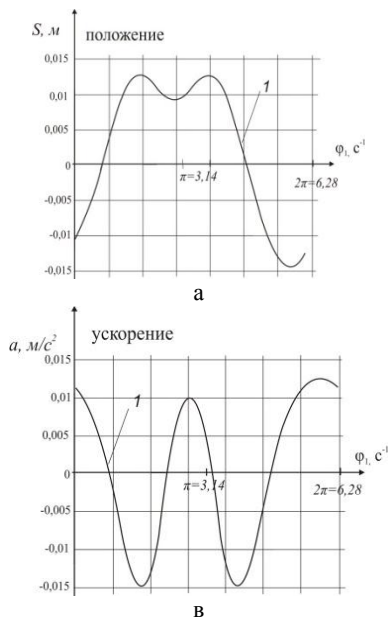 S, м положение
0,015
0,01
1
0,005
φ₁, с⁻¹
0
π=3,14
2π=6,28
-0,005
-0,01
-0,015
а
a, м/с² ускорение
0,015
0,01
1
0,005
φ₁, с⁻¹
0
π=3,14
2π=6,28
-0,005
-0,01
-0,015
в